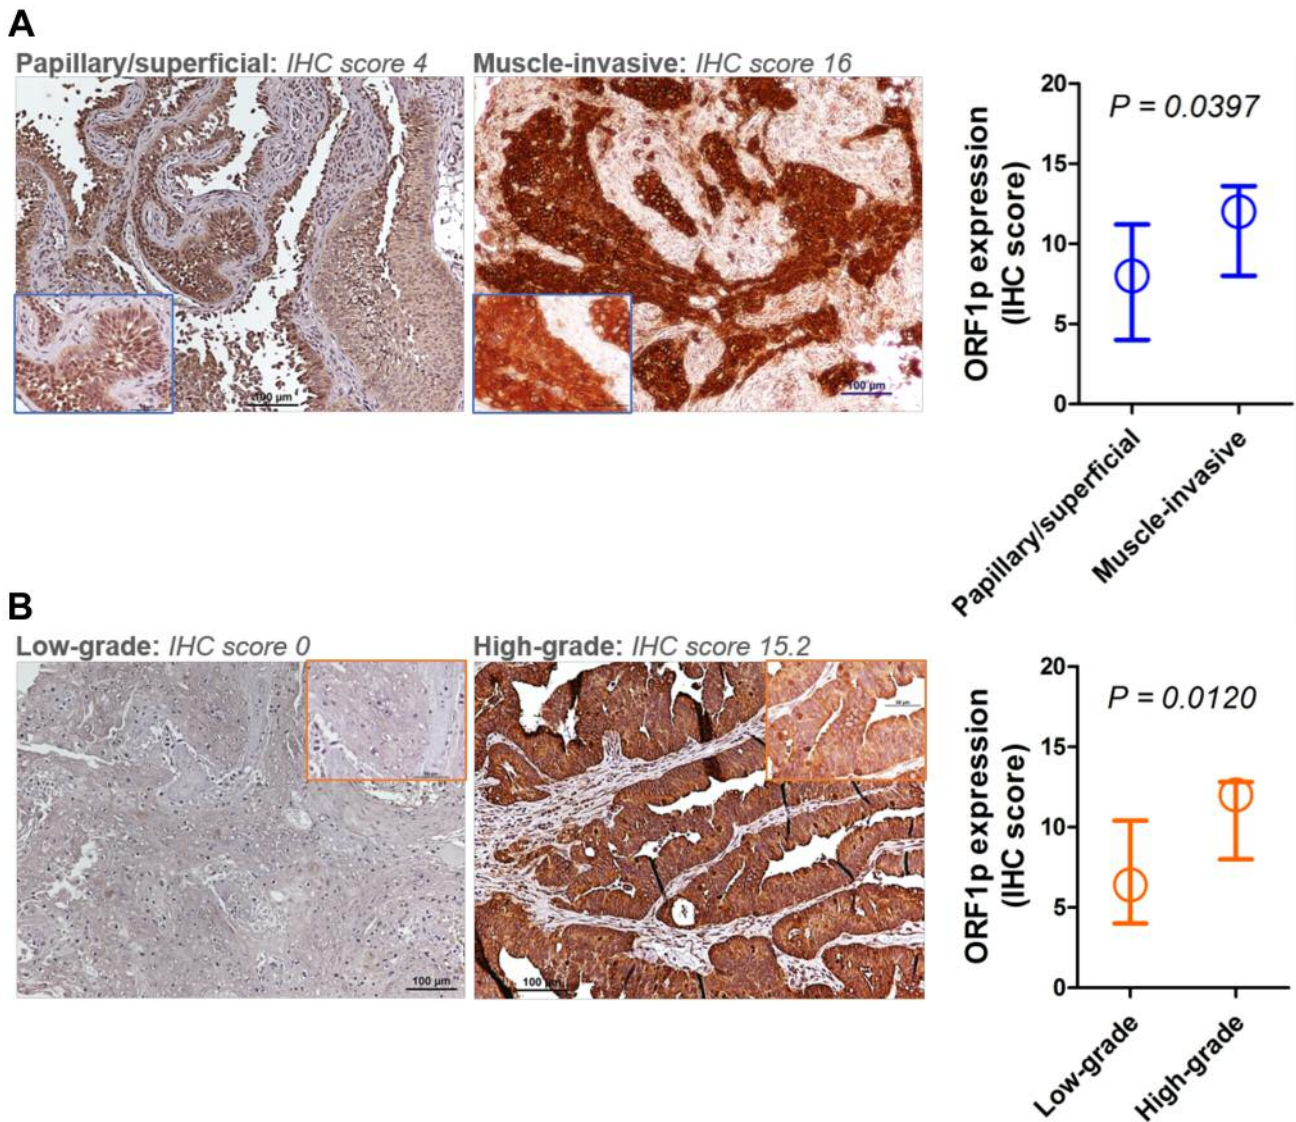 A
Papillary/superficial: IHC score 4
Muscle-invasive: IHC score 16
100 µm
100 µm
ORF1p expression
(IHC score)
20
15
10
5
0
P = 0.0397
Papillary/superficial
Muscle-invasive
B
Low-grade: IHC score 0
High-grade: IHC score 15.2
100 µm
100 µm
ORF1p expression
(IHC score)
20
15
10
5
0
P = 0.0120
Low-grade
High-grade